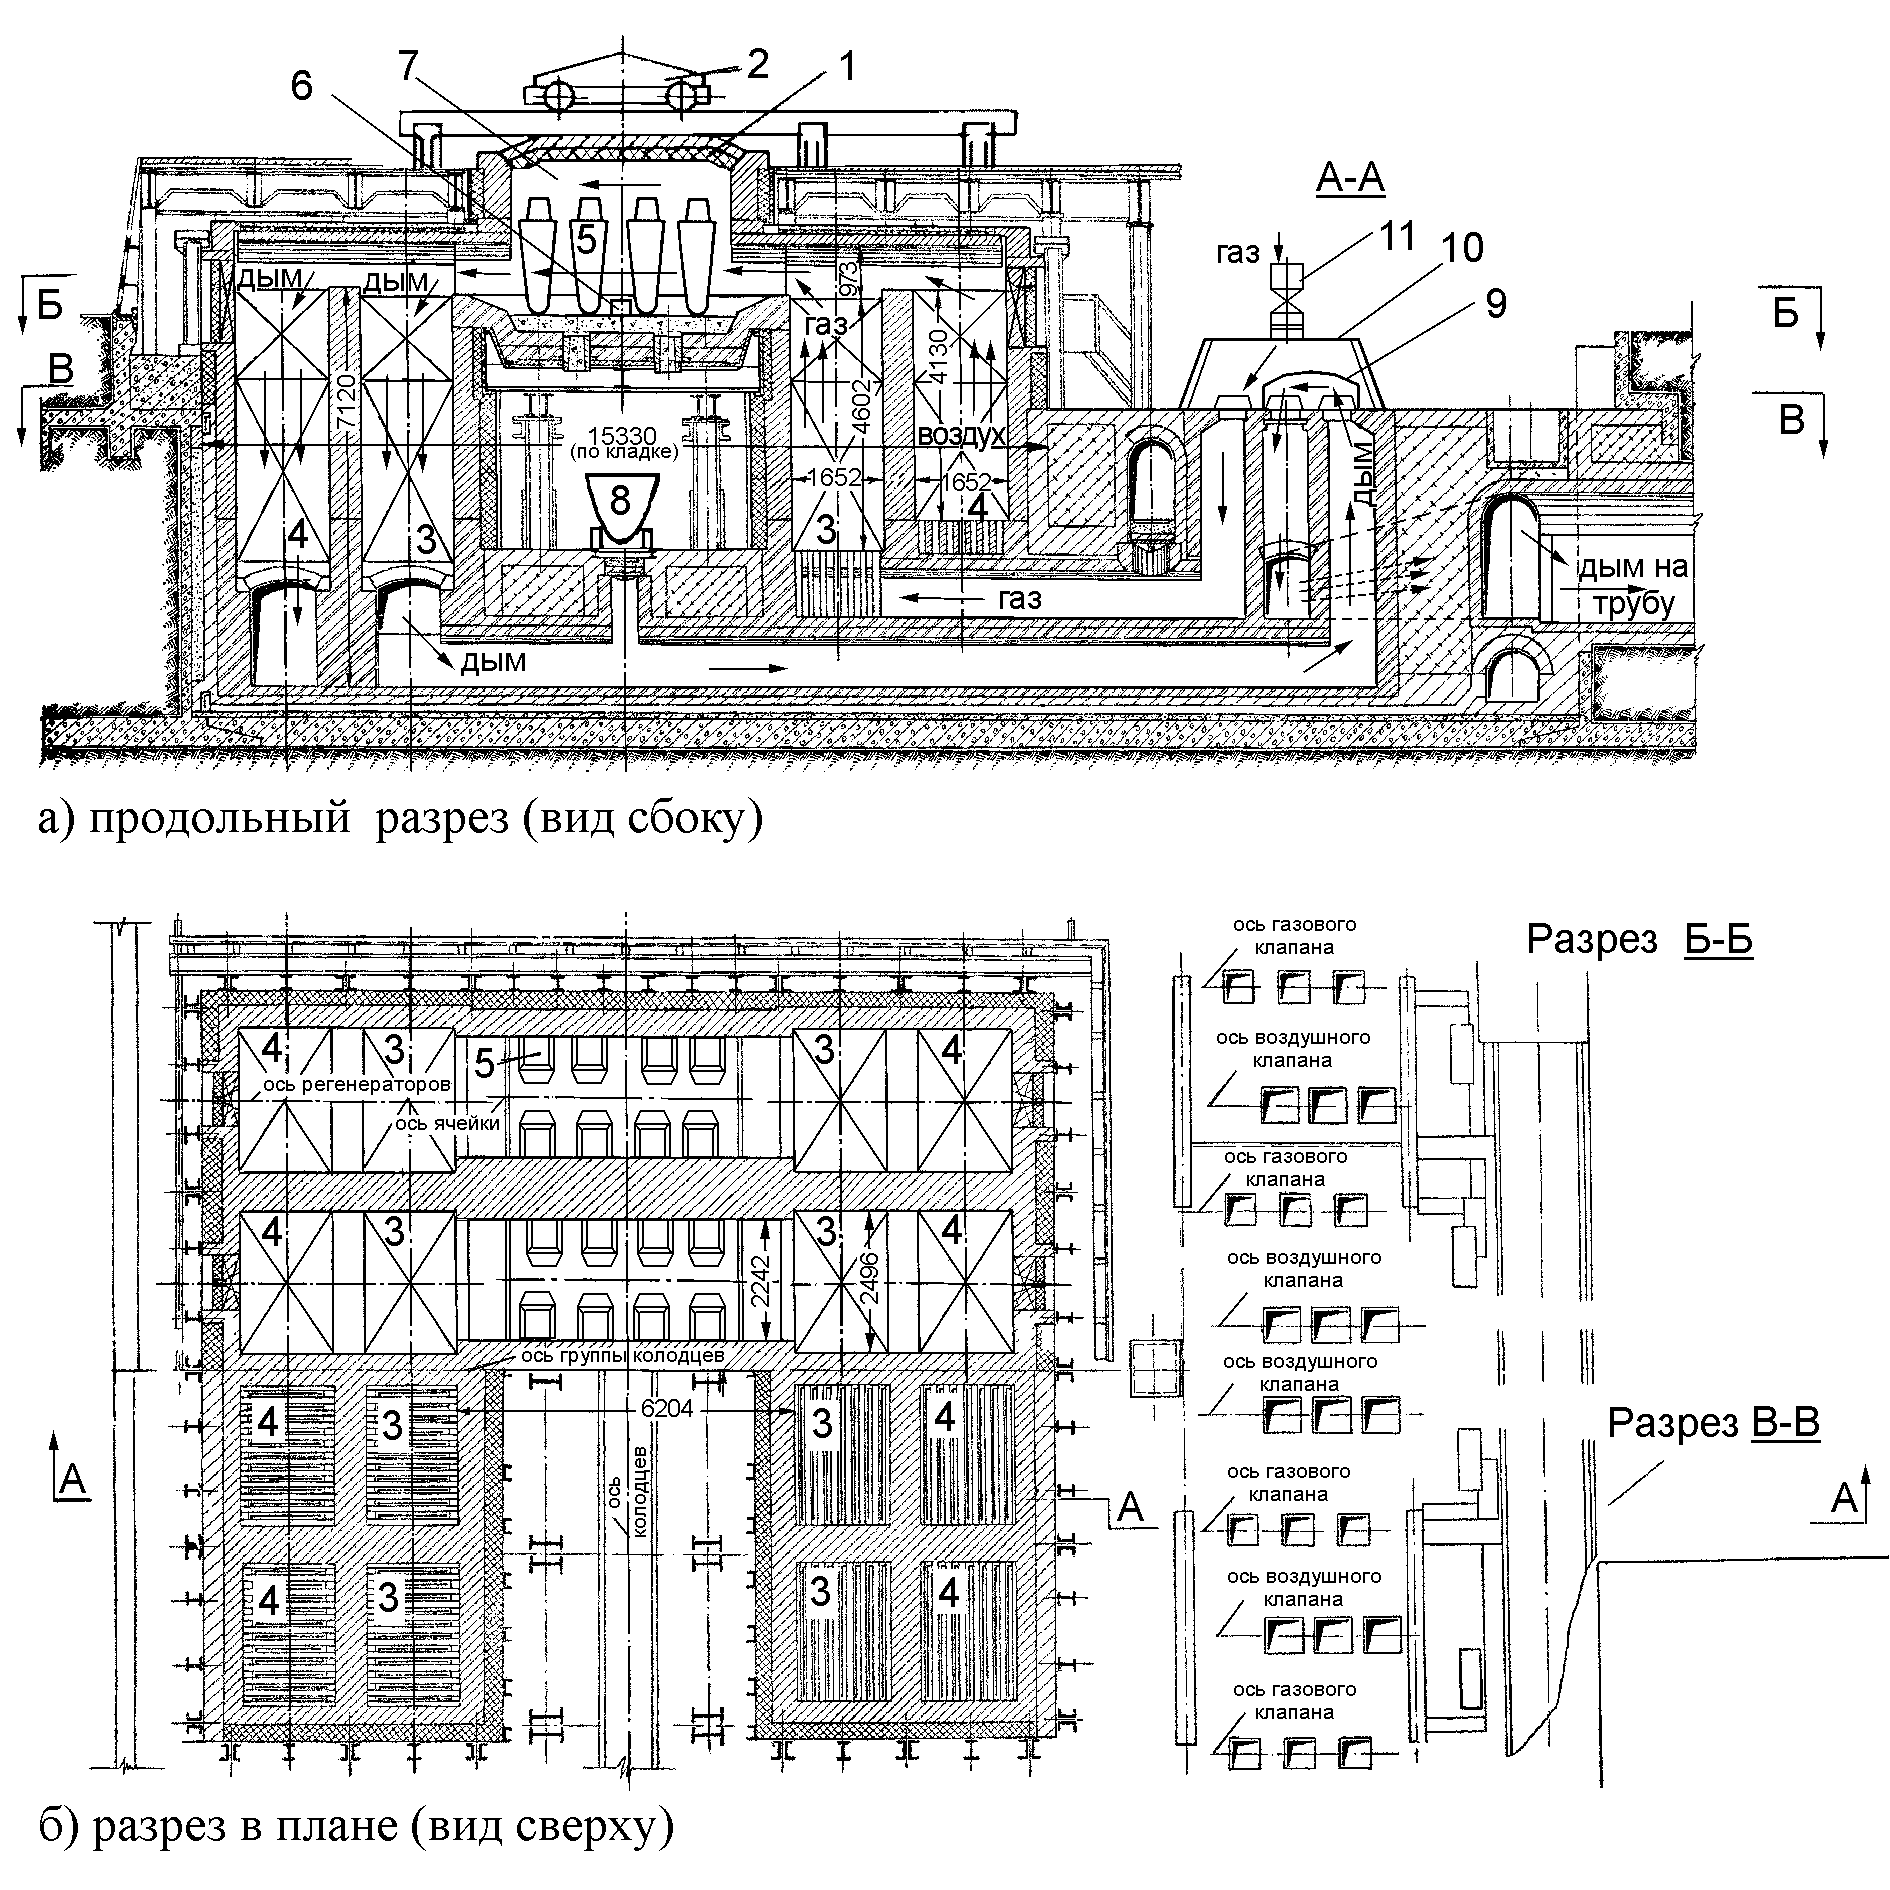 7
2
1
6
А-А
газ
11
10
5
дым
дым
973
9
Б
Б
газ
4130
В
7120
4602
В
15330
(по кладке)
воздух
1652
1652
дым
8
4
3
3
4
газ
дым на
трубу
дым
а) продольный разрез (вид сбоку)
ось газового
клапана
Разрез Б-Б
4
3
5
3
4
ось воздушного
клапана
ось регенераторов
ось ячейки
ось газового
клапана
4
3
3
4
2242
2496
ось воздушного
клапана
ось группы колодцев
ось воздушного
клапана
4
3
6204
3
4
Разрез В-В
ось
колодцев
ось газового
клапана
А
А
А
4
3
3
4
ось воздушного
клапана
ось газового
клапана
б) разрез в плане (вид сверху)